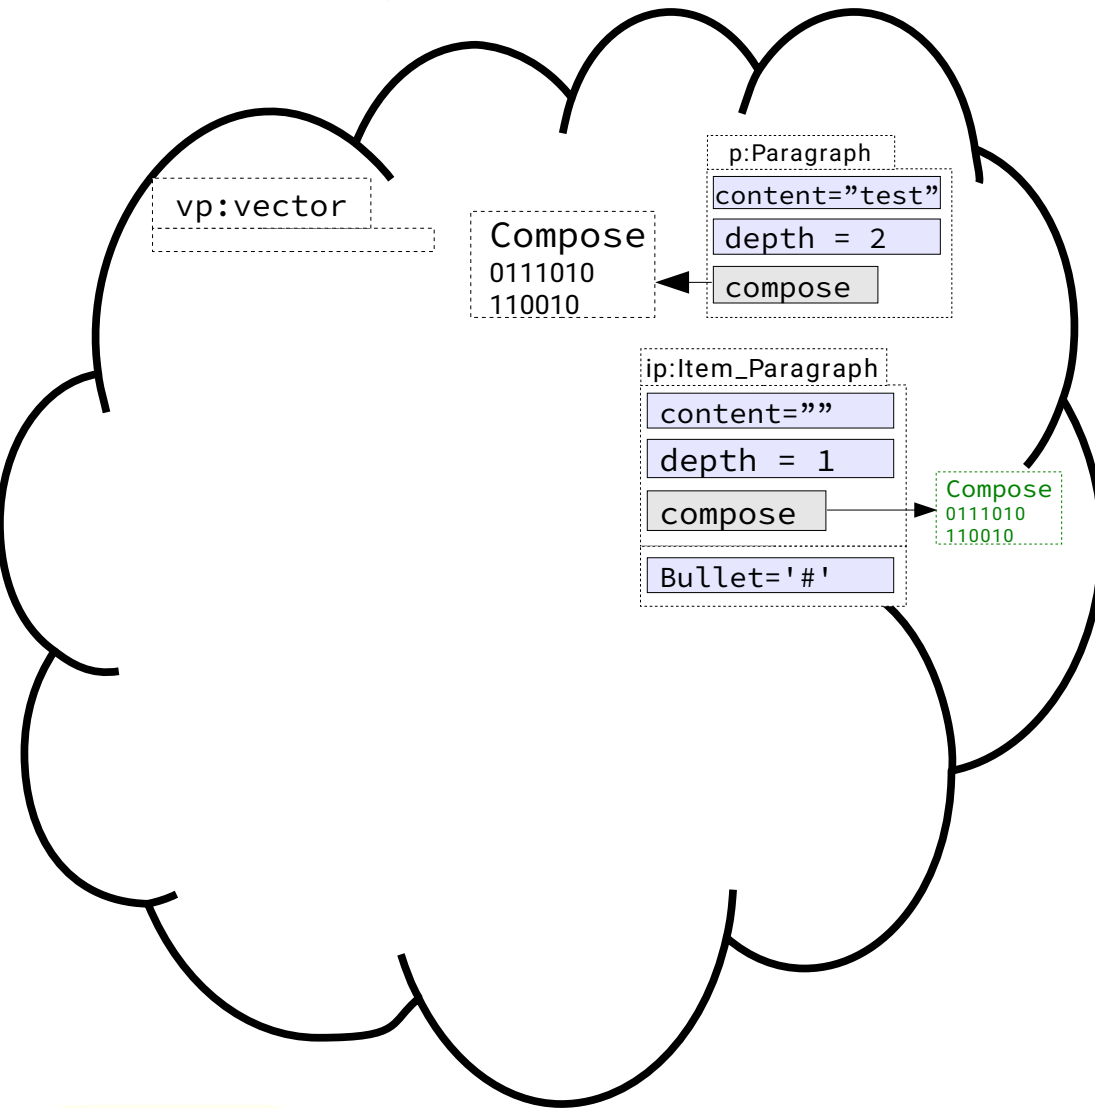 vp:vector
Compose
0111010
110010
p:Paragraph
content=”test”
depth = 2
compose
ip:Item_Paragraph
content=””
depth = 1
compose
Bullet='#'
Compose
0111010
110010